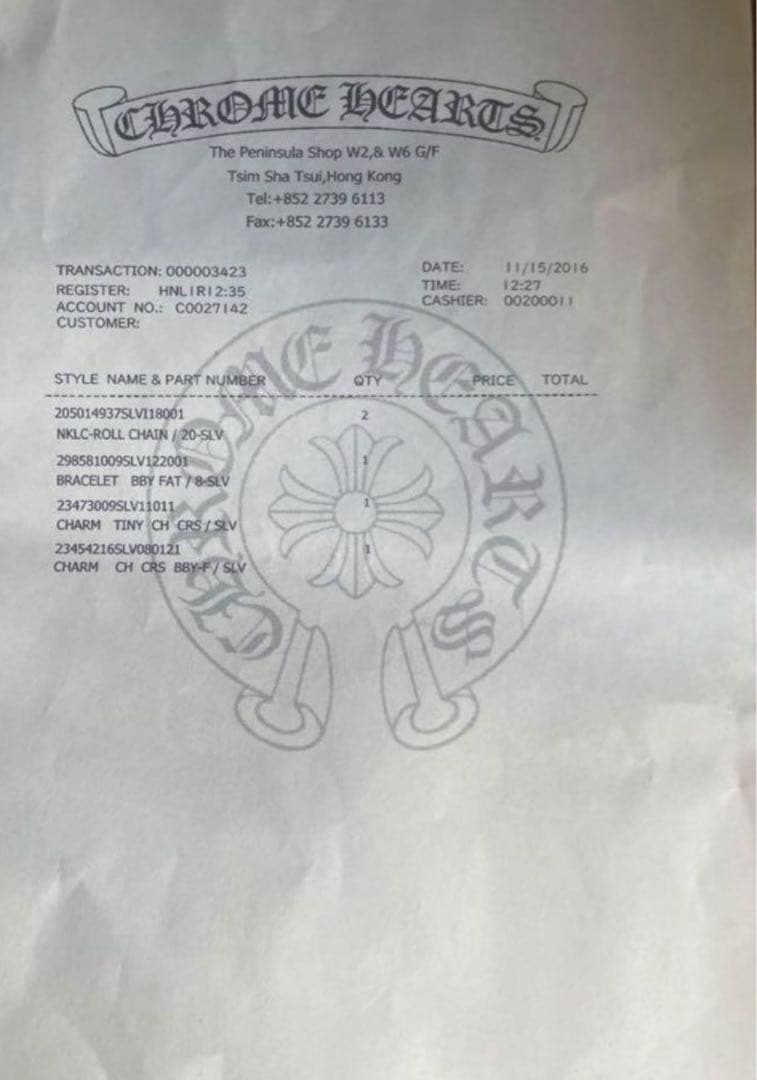 CHROME HEARTS
The Peninsula Shop W2,& W6 G/F
Tsim Sha Tsui,Hong Kong
Tel:+852 2739 6113
Fax:+852 2739 6133
TRANSACTION: 000003423
DATE: 11/15/2016
REGISTER: HNL1R12:35
TIME: 12:27
ACCOUNT NO.: C0027142
CASHIER: 00200011
CUSTOMER:
STYLE NAME & PART NUMBER QTY PRICE TOTAL
205014937SLVI18001 2
NKLC-ROLL CHAIN / 20-SLV
298581009SLV122001 1
BRACELET BBY FAT / 8-SLV
23473009SLV11011 1
CHARM TINY CH CRS / SLV
23454216SLV080121 1
CHARM CH CRS BBY-F / SLV
CHROME HEARTS